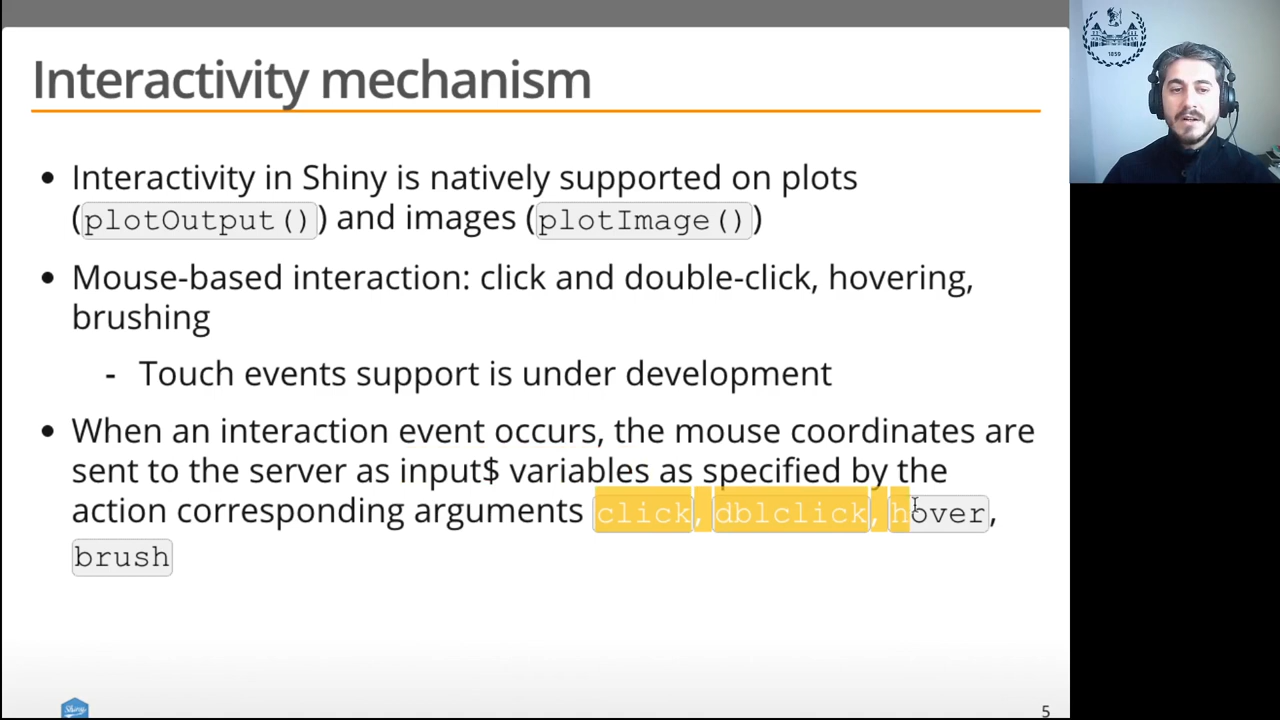 Interactivity mechanism
• Interactivity in Shiny is natively supported on plots
(plotOutput()) and images (plotImage())
• Mouse-based interaction: click and double-click, hovering,
brushing
- Touch events support is under development
• When an interaction event occurs, the mouse coordinates are
sent to the server as input$ variables as specified by the
action corresponding arguments click, dblclick, hover,
brush
Shiny
5
1859